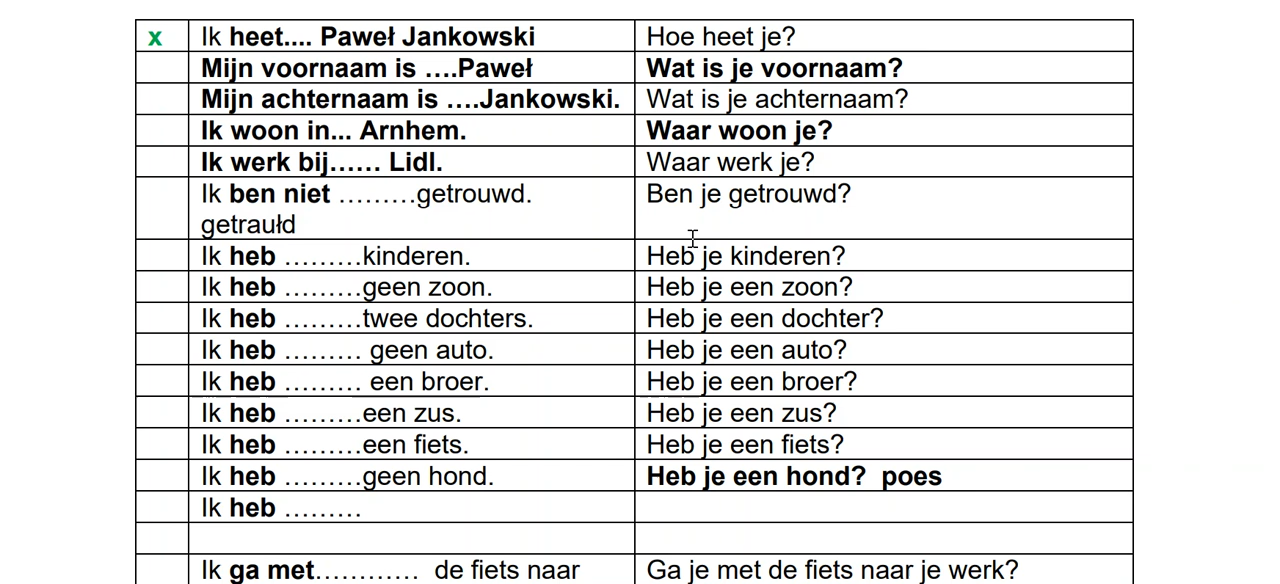 x Ik heet.... Paweł Jankowski Hoe heet je?
Mijn voornaam is ….Paweł Wat is je voornaam?
Mijn achternaam is ….Jankowski. Wat is je achternaam?
Ik woon in... Arnhem. Waar woon je?
Ik werk bij…… Lidl. Waar werk je?
Ik ben niet ………getrouwd. Ben je getrouwd?
getraułd
Ik heb ………kinderen. Heb je kinderen?
Ik heb ………geen zoon. Heb je een zoon?
Ik heb ………twee dochters. Heb je een dochter?
Ik heb ……… geen auto. Heb je een auto?
Ik heb ……… een broer. Heb je een broer?
Ik heb ………een zus. Heb je een zus?
Ik heb ………een fiets. Heb je een fiets?
Ik heb ………geen hond. Heb je een hond? poes
Ik heb ………
Ik ga met………… de fiets naar Ga je met de fiets naar je werk?